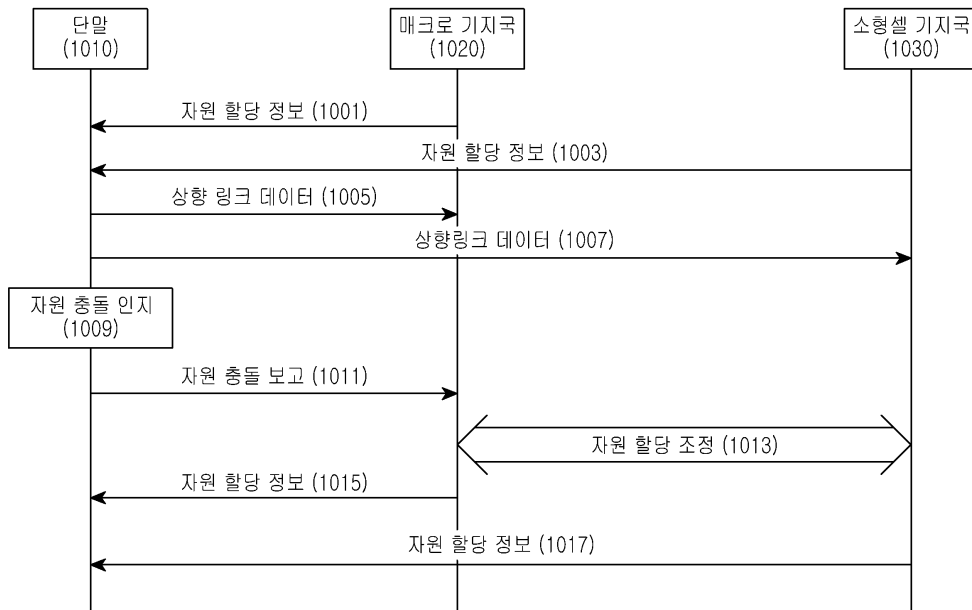 단말
(1010)
매크로 기지국
(1020)
소형셀 기지국
(1030)
자원 할당 정보 (1001)
자원 할당 정보 (1003)
상향 링크 데이터 (1005)
상향링크 데이터 (1007)
자원 충돌 인지
(1009)
자원 충돌 보고 (1011)
자원 할당 조정 (1013)
자원 할당 정보 (1015)
자원 할당 정보 (1017)